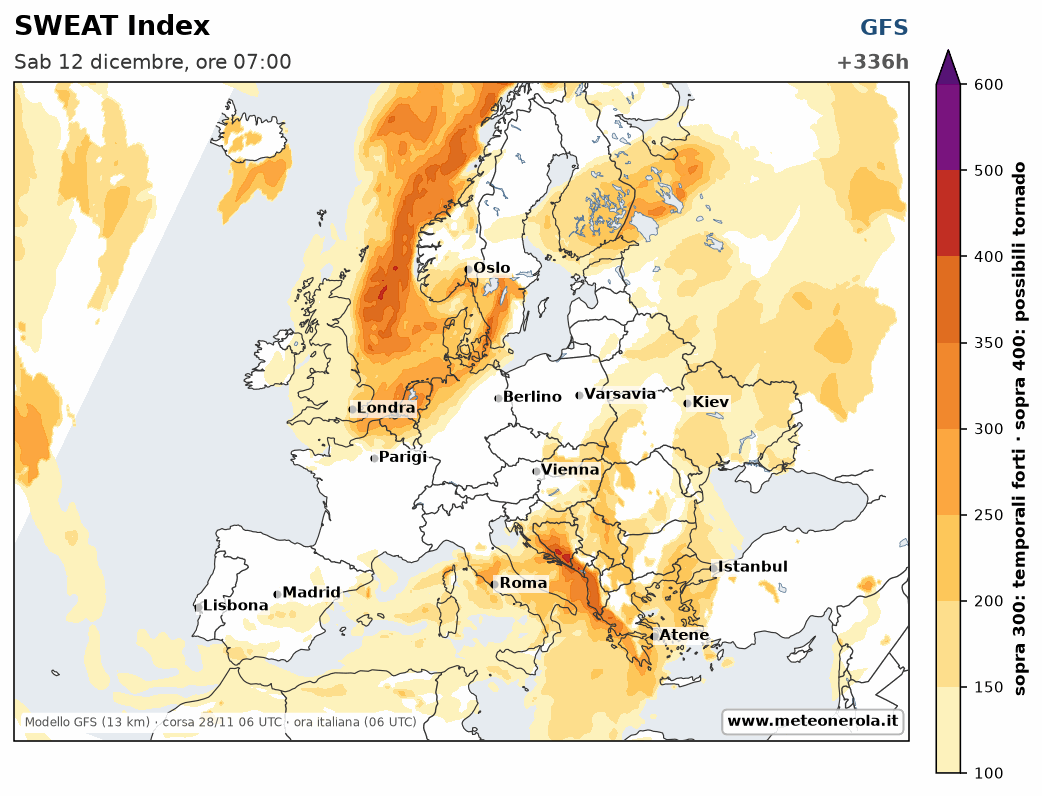 SWEAT Index
GFS
Sab 12 dicembre, ore 07:00
+336h
600
500
400
350
300
250
200
150
100
sopra 300: temporali forti · sopra 400: possibili tornado
Oslo
Londra
Berlino
Varsavia
Kiev
Parigi
Vienna
Istanbul
Roma
Madrid
Lisbona
Atene
Modello GFS (13 km) · corsa 28/11 06 UTC · ora italiana (06 UTC)
www.meteonerola.it